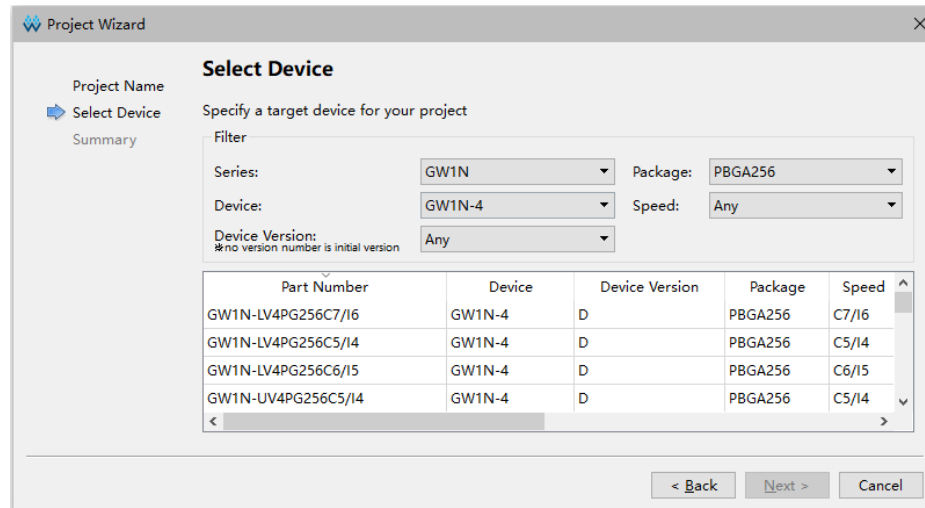 Project Wizard
Project Name
Select Device
Summary
Select Device
Specify a target device for your project
Filter
Series: GW1N Package: PBGA256
Device: GW1N-4 Speed: Any
Device Version: Any
※no version number is initial version
Part Number Device Device Version Package Speed
GW1N-LV4PG256C7/I6 GW1N-4 D PBGA256 C7/I6
GW1N-LV4PG256C5/I4 GW1N-4 D PBGA256 C5/I4
GW1N-LV4PG256C6/I5 GW1N-4 D PBGA256 C6/I5
GW1N-UV4PG256C5/I4 GW1N-4 D PBGA256 C5/I4
< Back Next > Cancel